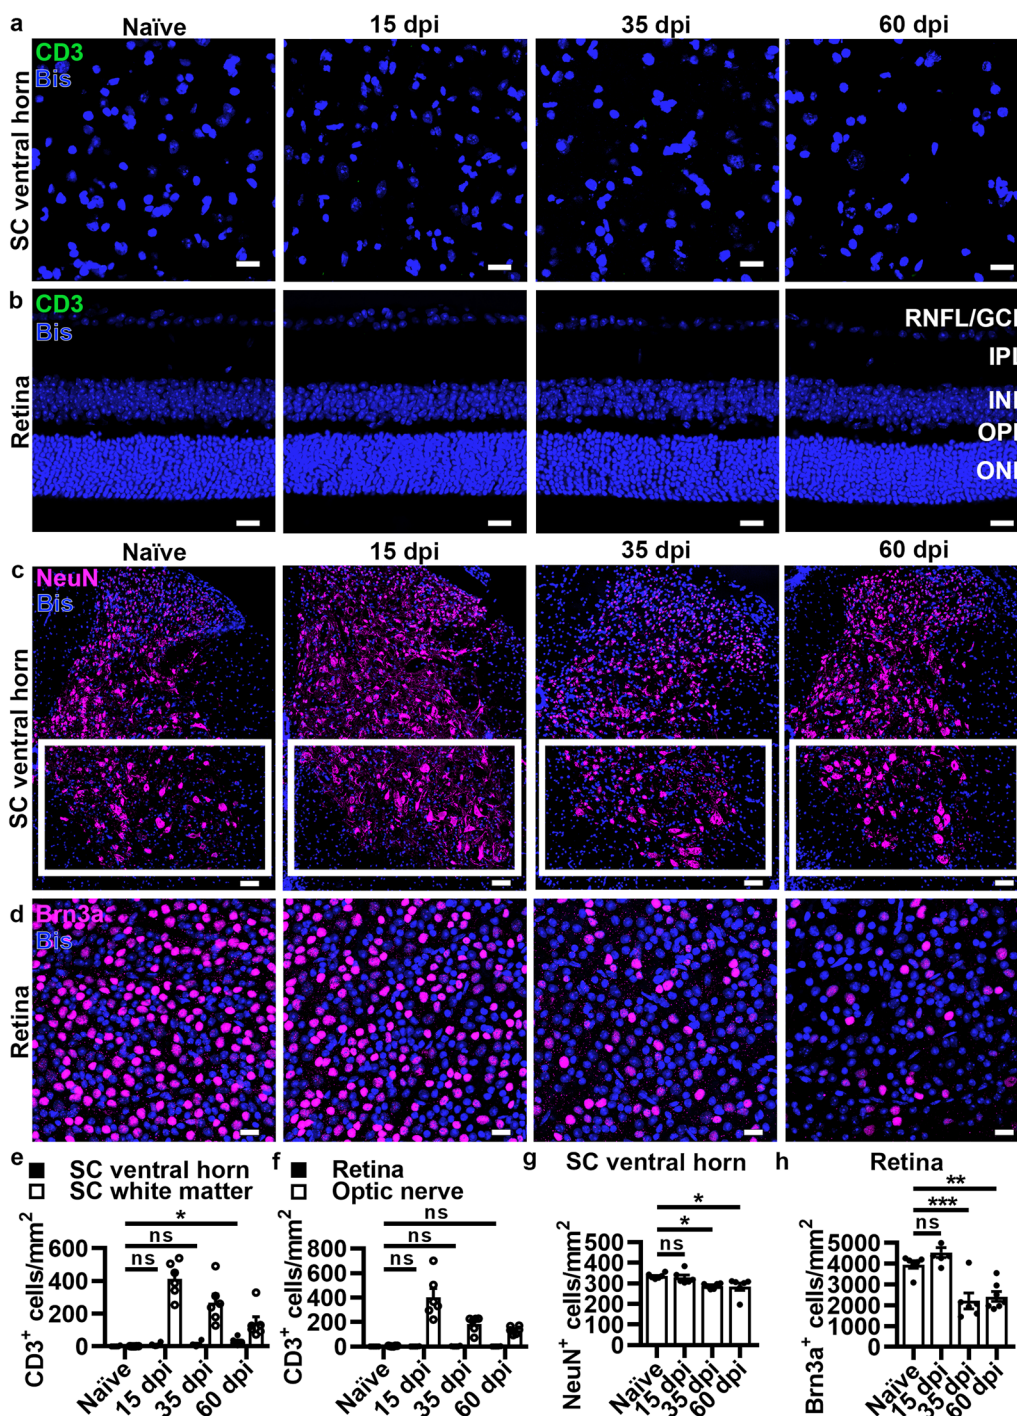 a Naïve 15 dpi 35 dpi 60 dpi
CD3
Bis
SC ventral horn
b CD3
Bis
Retina
RNFL/GCL
IPL
INL
OPL
ONL
Naïve 15 dpi 35 dpi 60 dpi
c NeuN
Bis
SC ventral horn
d Brn3a
Bis
Retina
e SC ventral horn
SC white matter
CD3+ cells/mm2
600
400
200
0
ns
ns
*
Naïve
15 dpi
35 dpi
60 dpi
f Retina
Optic nerve
CD3+ cells/mm2
800
600
400
200
0
ns
ns
ns
Naïve
15 dpi
35 dpi
60 dpi
g SC ventral horn
NeuN+ cells/mm2
500
400
300
200
100
0
*
*
ns
Naïve
15 dpi
35 dpi
60 dpi
h Retina
Brn3a+ cells/mm2
5000
4000
3000
2000
1000
0
**
***
ns
Naïve
15 dpi
35 dpi
60 dpi